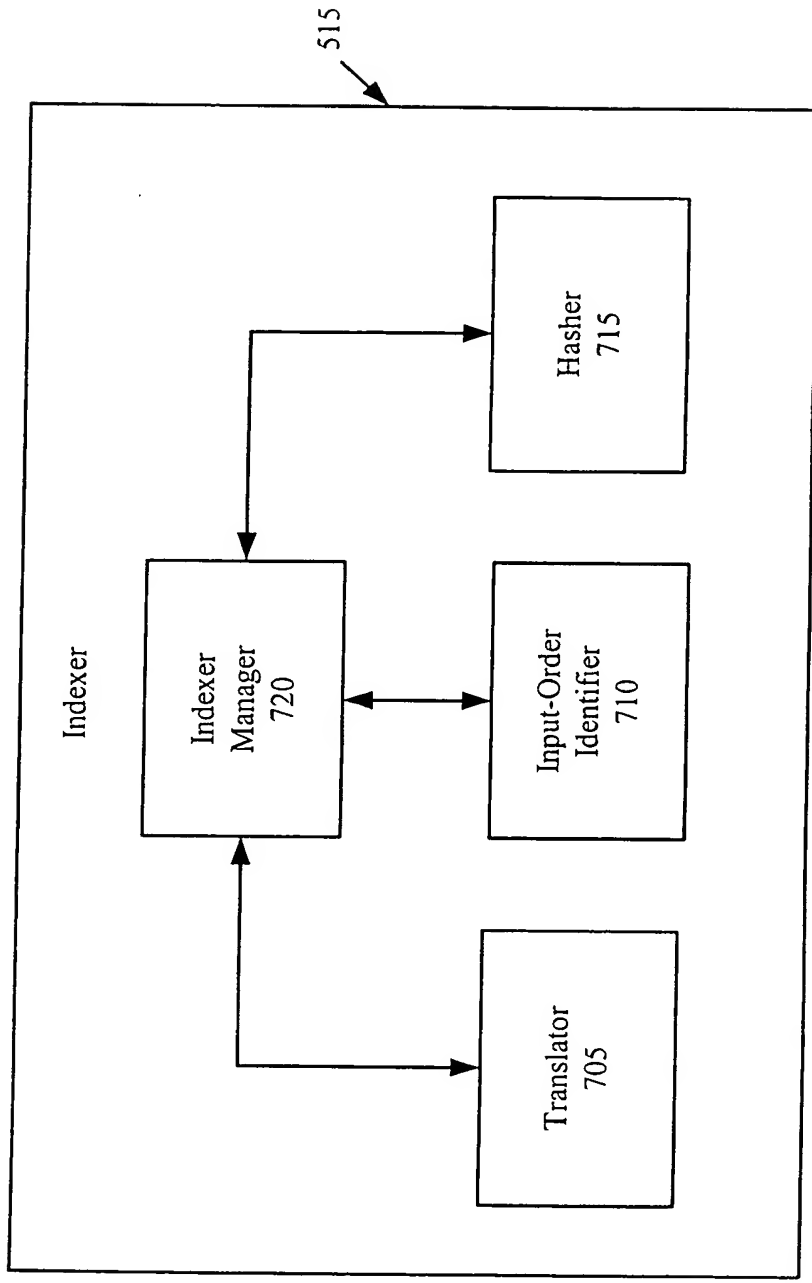 Indexer
515
Indexer
Manager
720
Translator
705
Input-Order
Identifier
710
Hasher
715